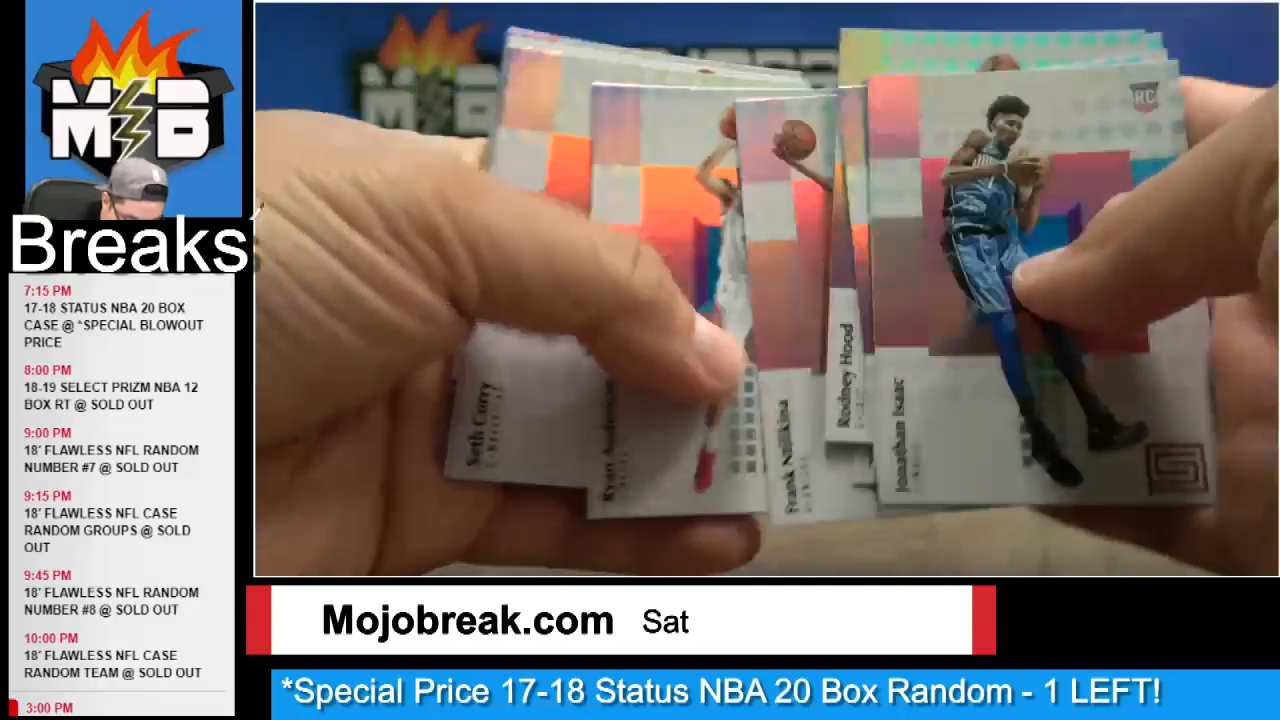 M B
M B
Breaks
7:15 PM
17-18 STATUS NBA 20 BOX
CASE @ *SPECIAL BLOWOUT
PRICE
8:00 PM
18-19 SELECT PRIZM NBA 12
BOX RT @ SOLD OUT
9:00 PM
18' FLAWLESS NFL RANDOM
NUMBER #7 @ SOLD OUT
9:15 PM
18' FLAWLESS NFL CASE
RANDOM GROUPS @ SOLD
OUT
9:45 PM
18' FLAWLESS NFL RANDOM
NUMBER #8 @ SOLD OUT
10:00 PM
18' FLAWLESS NFL CASE
RANDOM TEAM @ SOLD OUT
3:00 PM
Seth Curry
Ryan Anderson
Frank Ntilikina
Rodney Hood
Jonathan Isaac
RC
Mojobreak.com Sat
*Special Price 17-18 Status NBA 20 Box Random - 1 LEFT!